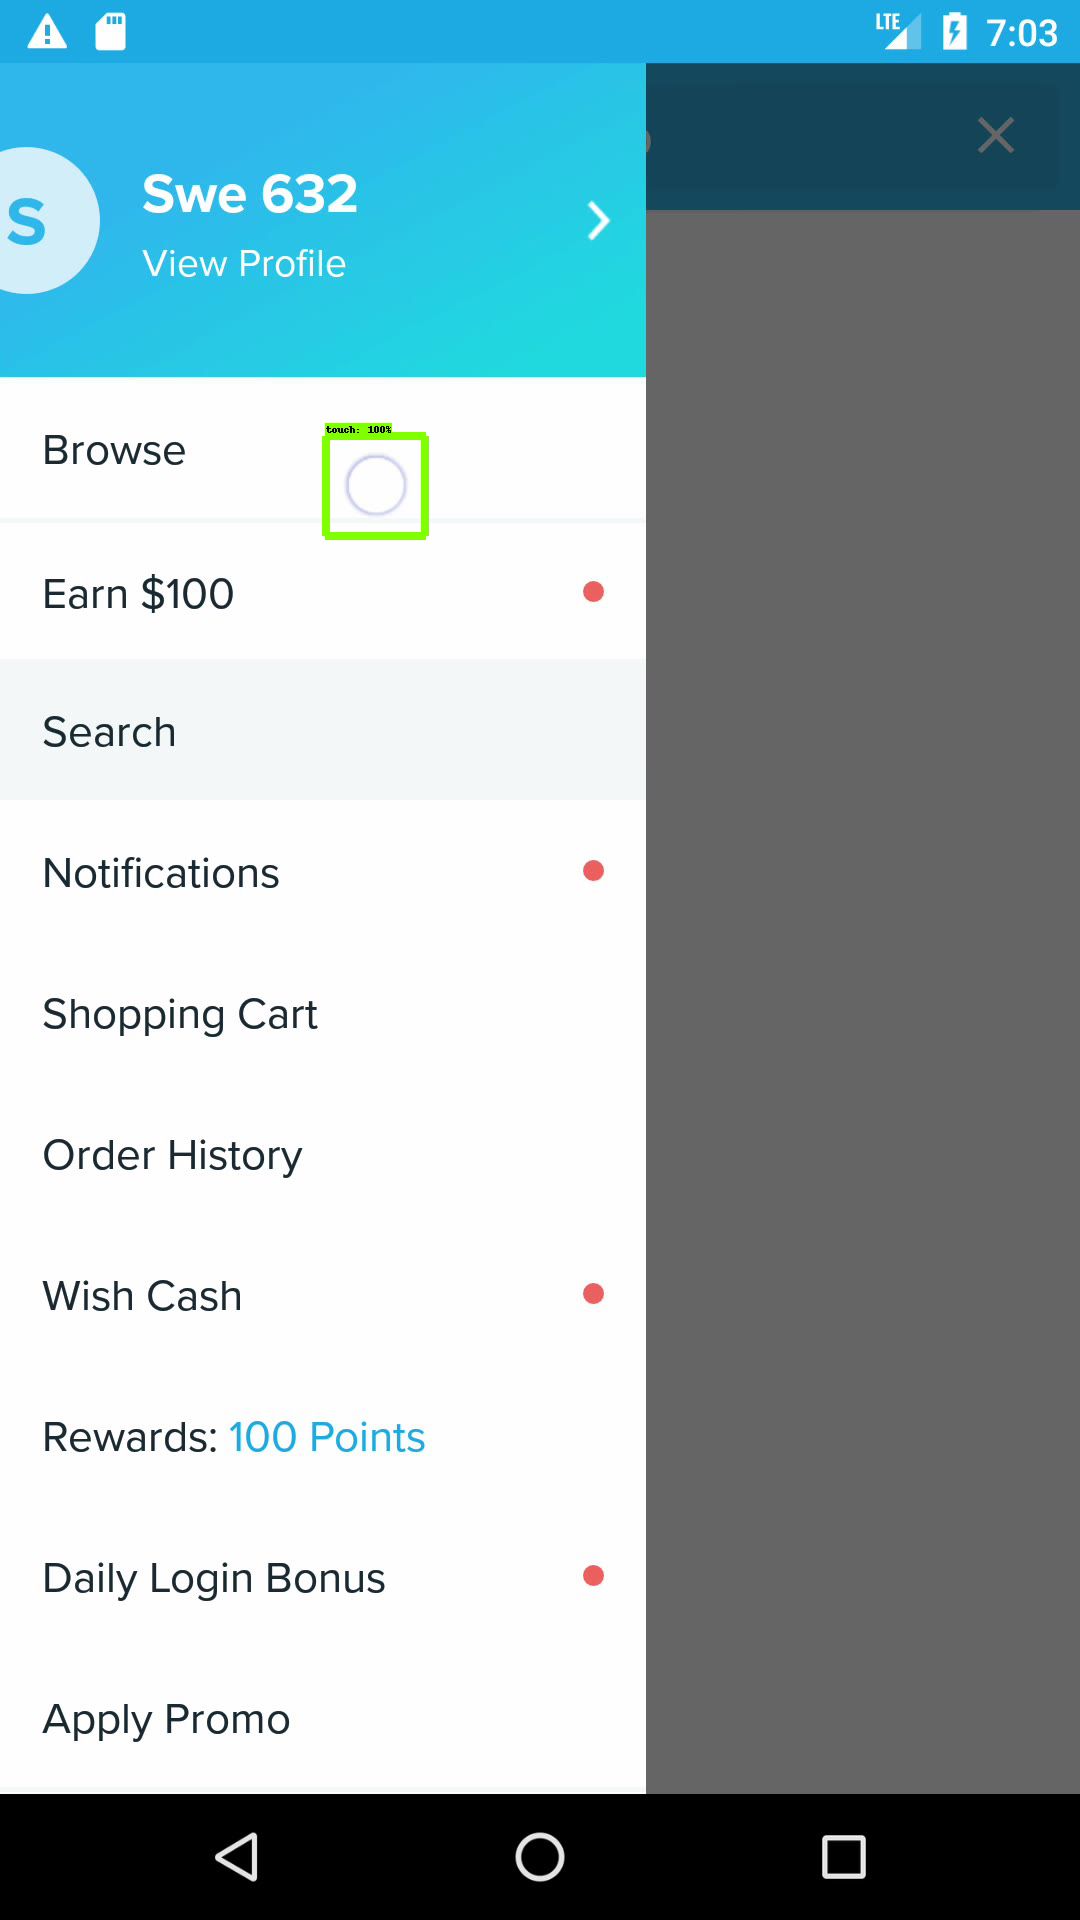 LTE 7:03
S
Swe 632
View Profile
touch: 100%
Browse
Earn $100
Search
Notifications
Shopping Cart
Order History
Wish Cash
Rewards: 100 Points
Daily Login Bonus
Apply Promo